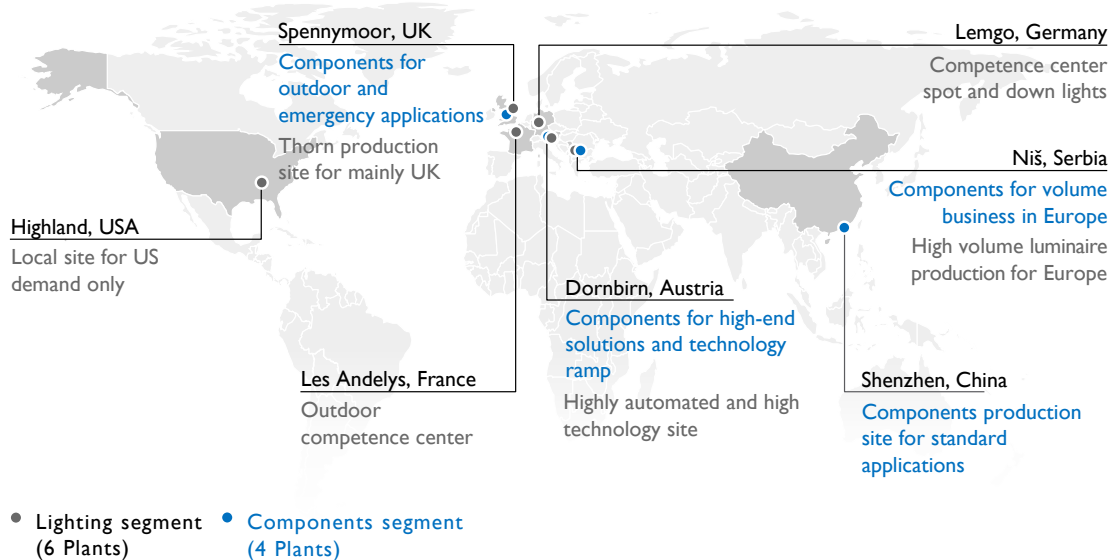 Spennymoor, UK
Components for
outdoor and
emergency applications
Thorn production
site for mainly UK
Lemgo, Germany
Competence center
spot and down lights
Niš, Serbia
Components for volume
business in Europe
High volume luminaire
production for Europe
Highland, USA
Local site for US
demand only
Dornbirn, Austria
Components for high-end
solutions and technology
ramp
Highly automated and high
technology site
Les Andelys, France
Outdoor
competence center
Shenzhen, China
Components production
site for standard
applications
Lighting segment
(6 Plants)
Components segment
(4 Plants)